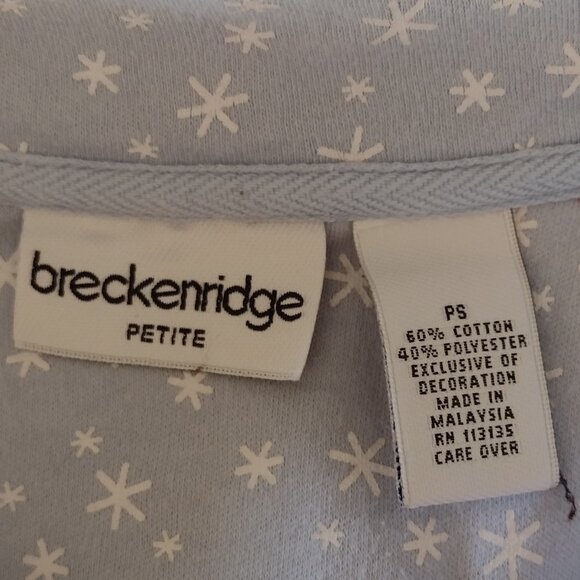 breckenridge
PETITE
PS
60% COTTON
40% POLYESTER
EXCLUSIVE OF
DECORATION
MADE IN
MALAYSIA
RN 113135
CARE OVER